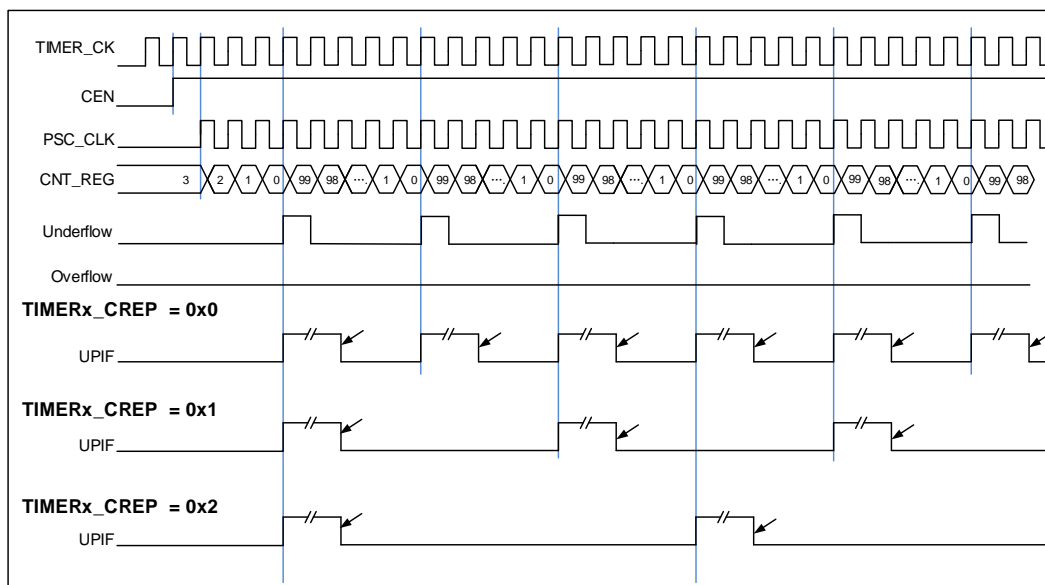 TIMER_CK
CEN
PSC_CLK
CNT_REG 3 2 1 0 99 98 ... 1 0 99 98 ... 1 0 99 98 .... 1 0 99 98 .... 1 0 99 98 .... 1 0 99 98
Underflow
Overflow
TIMERx_CREP = 0x0
UPIF
TIMERx_CREP = 0x1
UPIF
TIMERx_CREP = 0x2
UPIF